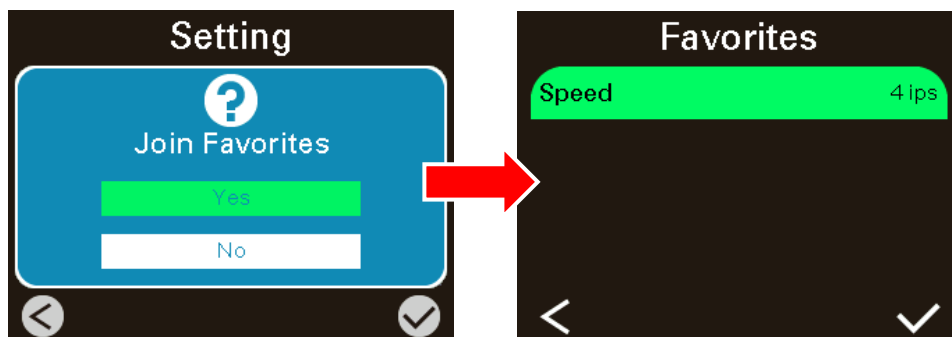 Setting
?
Join Favorites
Yes
No
Favorites
Speed 4 ips